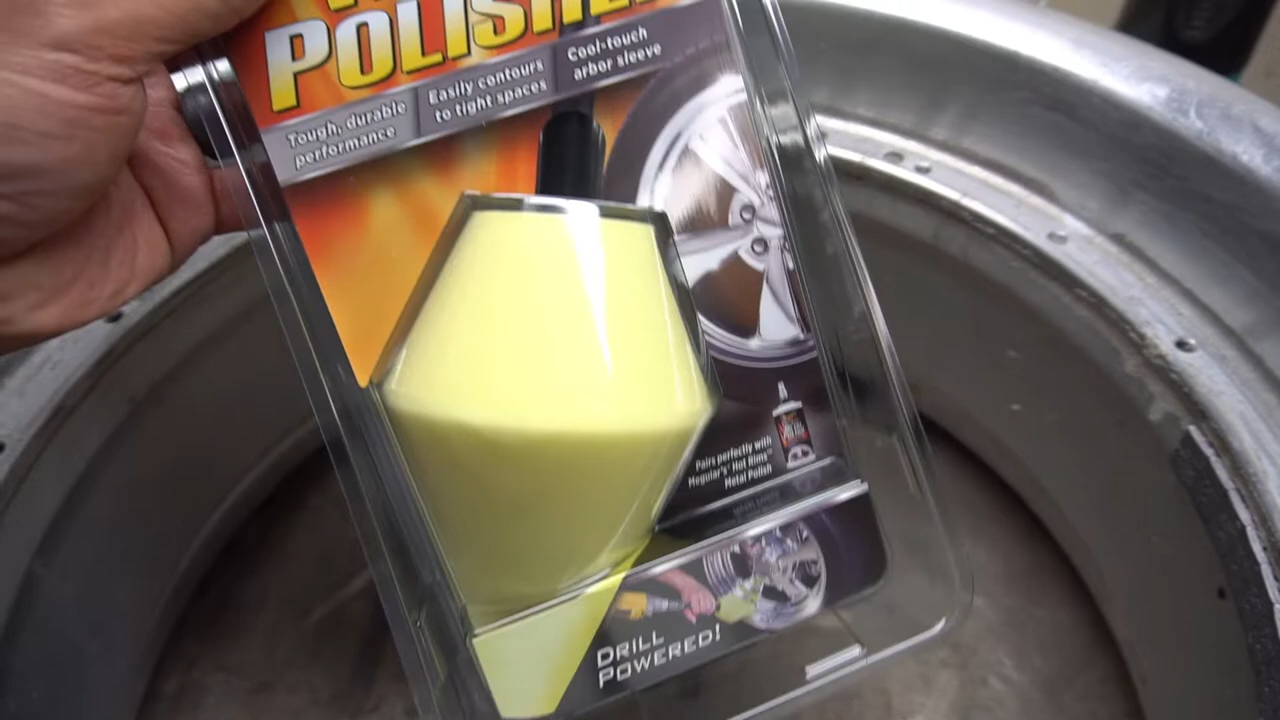 POLISHER
Tough, durable
performance
Easily contours
to tight spaces
Cool-touch
arbor sleeve
Pairs perfectly with
Meguiar's® Hot Rims™
Metal Polish
DRILL
POWERED!